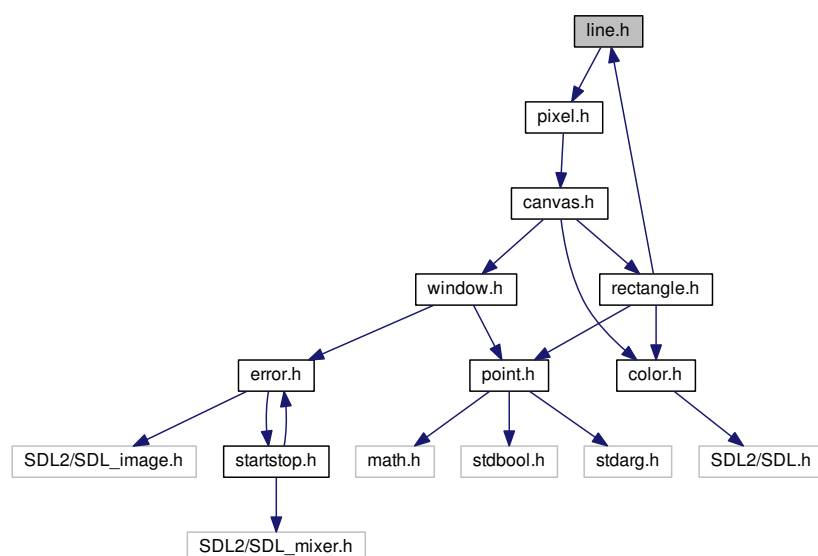 line.h
pixel.h
canvas.h
window.h
rectangle.h
error.h
point.h
color.h
SDL2/SDL_image.h
startstop.h
math.h
stdbool.h
stdarg.h
SDL2/SDL.h
SDL2/SDL_mixer.h